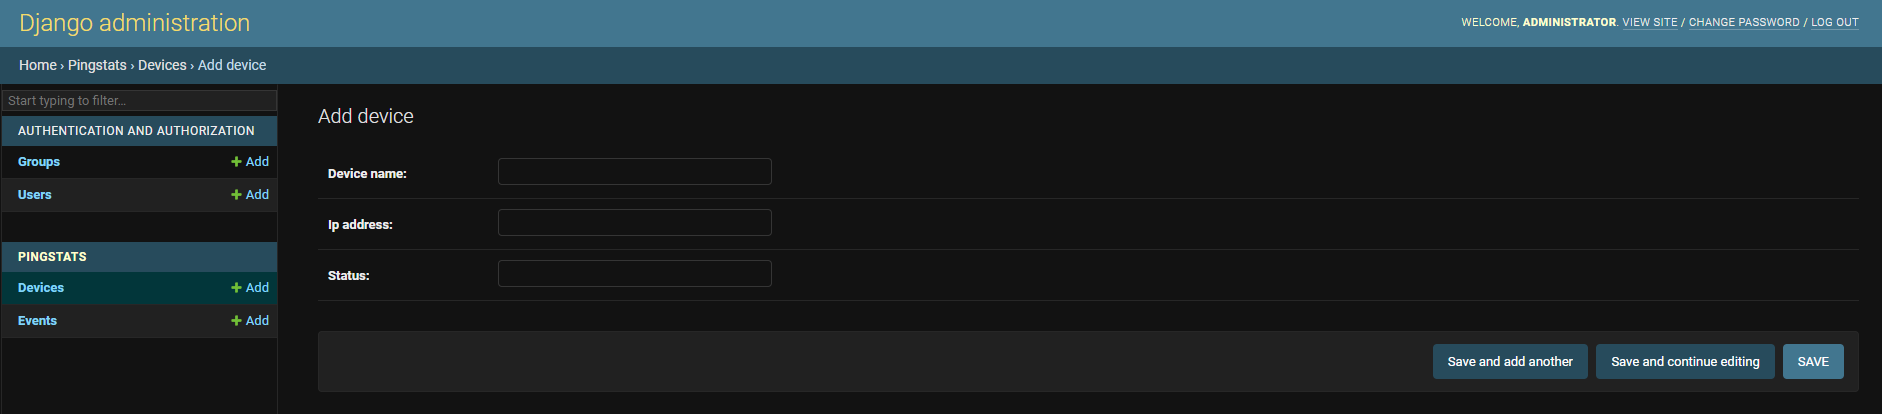 Django administration
WELCOME, ADMINISTRATOR. VIEW SITE / CHANGE PASSWORD / LOG OUT
Home › Pingstats › Devices › Add device
Start typing to filter...
AUTHENTICATION AND AUTHORIZATION
Groups + Add
Users + Add
PINGSTATS
Devices + Add
Events + Add
Add device
Device name:
Ip address:
Status:
Save and add another Save and continue editing SAVE